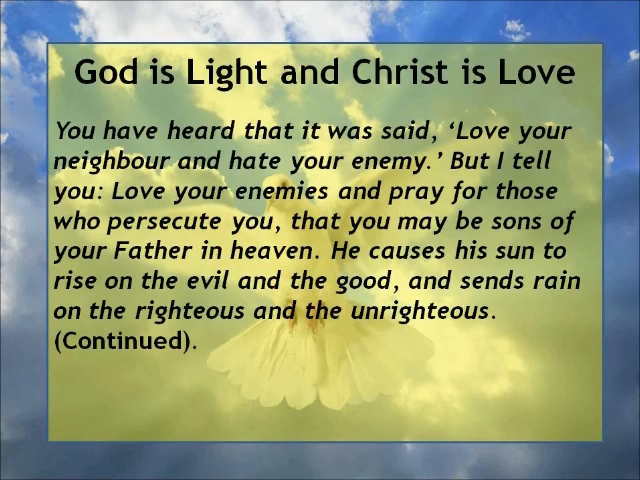 God is Light and Christ is Love
You have heard that it was said, ‘Love your
neighbour and hate your enemy.’ But I tell
you: Love your enemies and pray for those
who persecute you, that you may be sons of
your Father in heaven. He causes his sun to
rise on the evil and the good, and sends rain
on the righteous and the unrighteous.
(Continued).